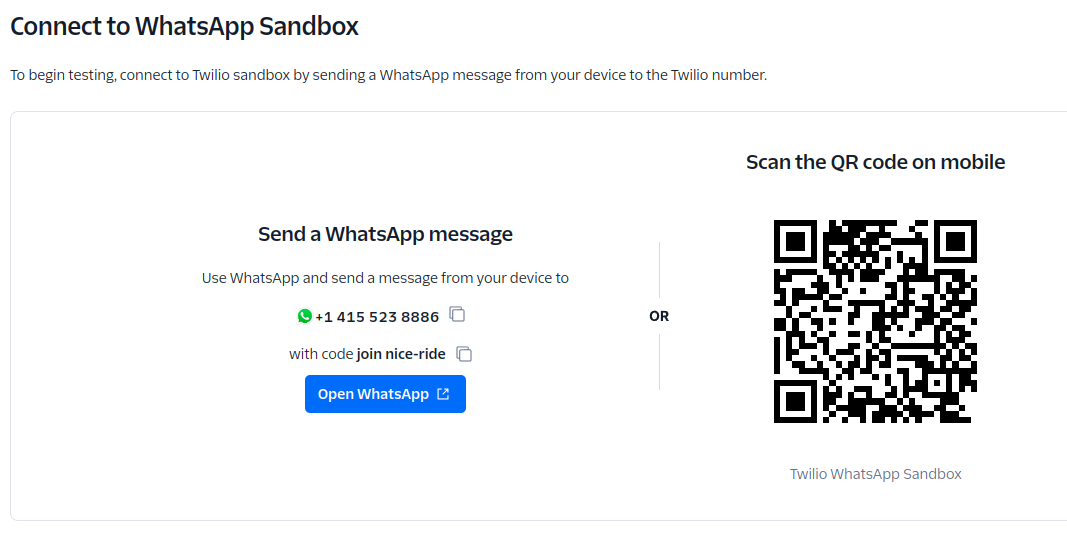 Connect to WhatsApp Sandbox
To begin testing, connect to Twilio sandbox by sending a WhatsApp message from your device to the Twilio number.
Send a WhatsApp message
Use WhatsApp and send a message from your device to
+1 415 523 8886
with code join nice-ride
Open WhatsApp
OR
Scan the QR code on mobile
Twilio WhatsApp Sandbox